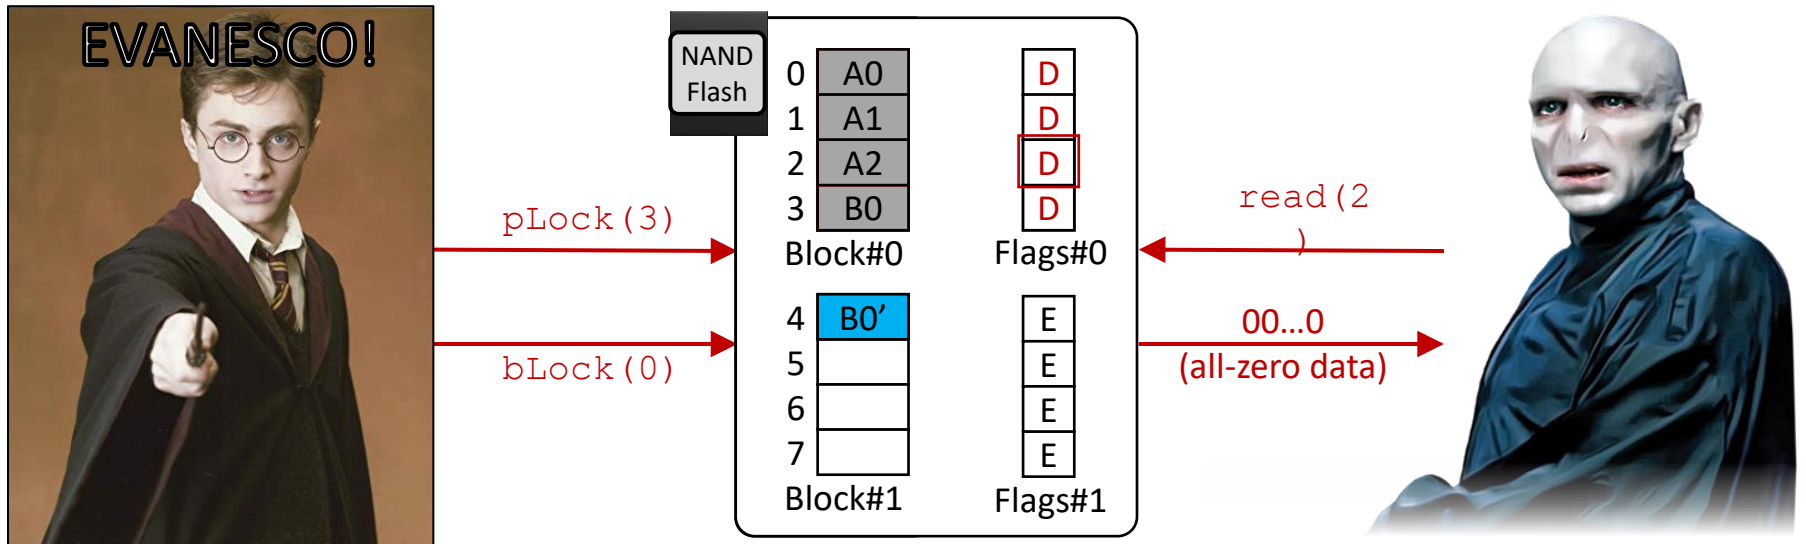 EVANESCO!
NAND
Flash
0 A0 D
1 A1 D
2 A2 D
3 B0 D
Block#0 Flags#0
4 B0’ E
5 E
6 E
7 E
Block#1 Flags#1
pLock(3)
bLock(0)
read(2
)
00...0
(all-zero data)